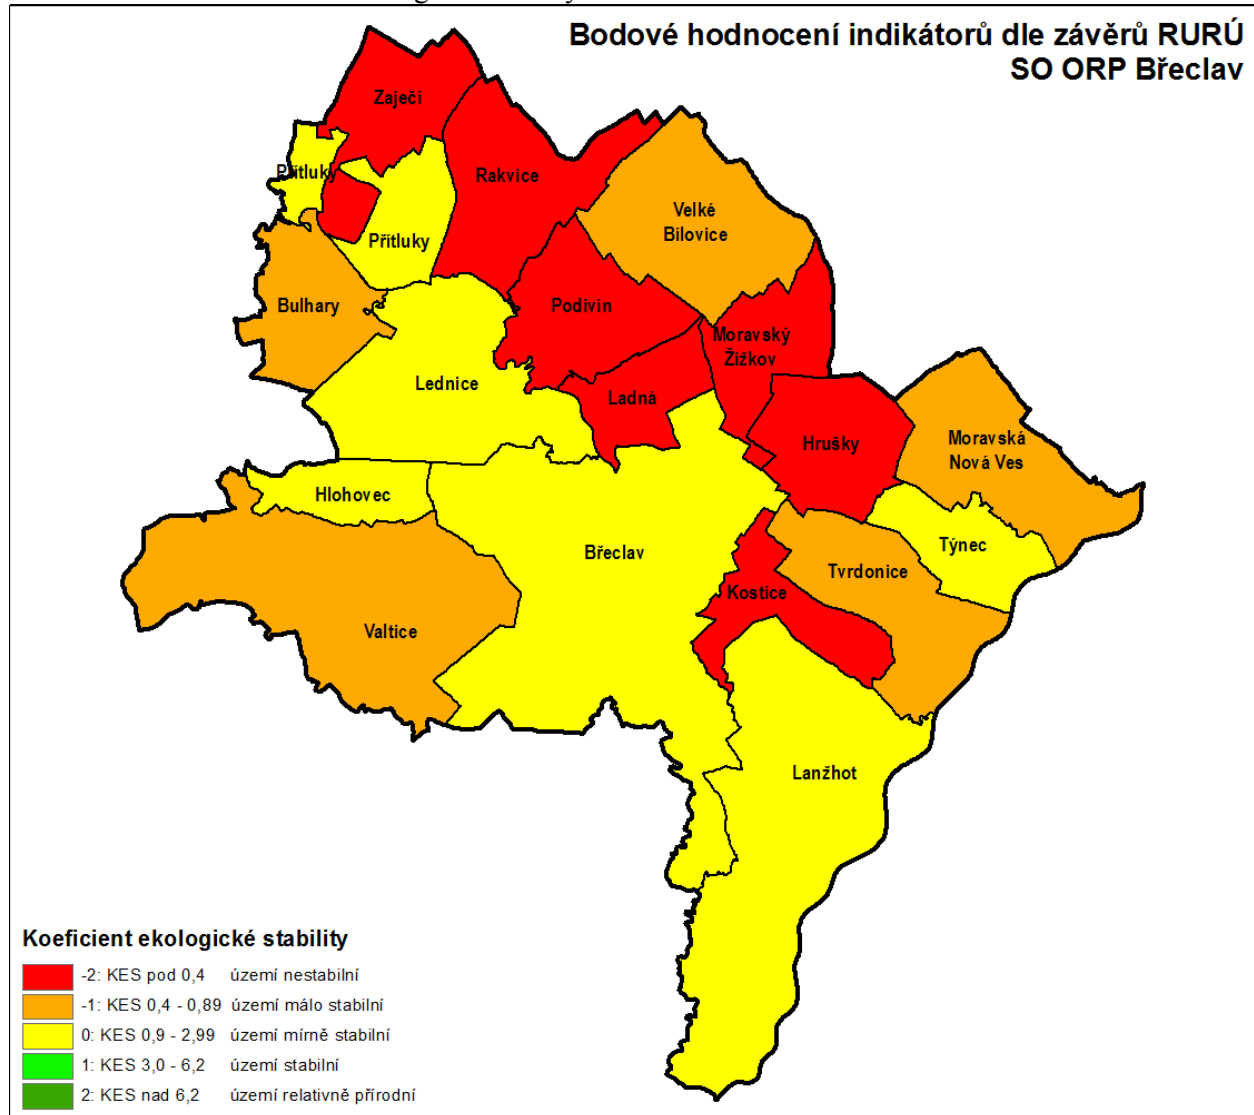 Bodové hodnocení indikátorů dle závěrů RURÚ
SO ORP Břeclav
Zaječí
Přítluky
Rakvice
Velké
Bílovice
Přítluky
Bulhary
Podivín
Moravský
Žižkov
Lednice
Ladná
Hrušky
Moravská
Nová Ves
Hlohovec
Břeclav
Týnec
Tvrdonice
Kostice
Valtice
Lanžhot
Koeficient ekologické stability
-2: KES pod 0,4 území nestabilní
-1: KES 0,4 - 0,89 území málo stabilní
0: KES 0,9 - 2,99 území mírně stabilní
1: KES 3,0 - 6,2 území stabilní
2: KES nad 6,2 území relativně přírodní